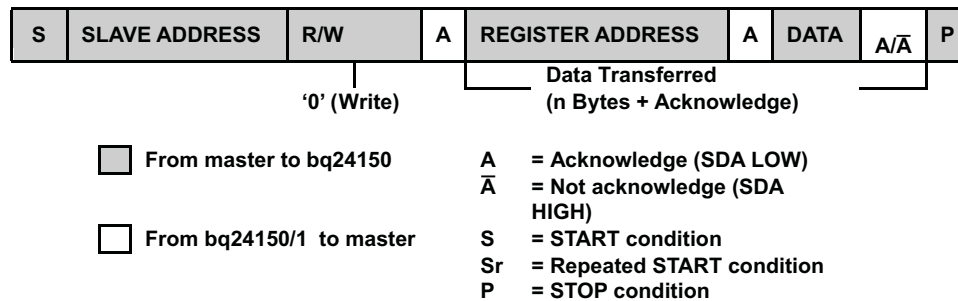 S SLAVE ADDRESS R/W A REGISTER ADDRESS A DATA A/A̅ P
‘0’ (Write)
Data Transferred
(n Bytes + Acknowledge)
From master to bq24150
From bq24150/1 to master
A = Acknowledge (SDA LOW)
A̅ = Not acknowledge (SDA
HIGH)
S = START condition
Sr = Repeated START condition
P = STOP condition